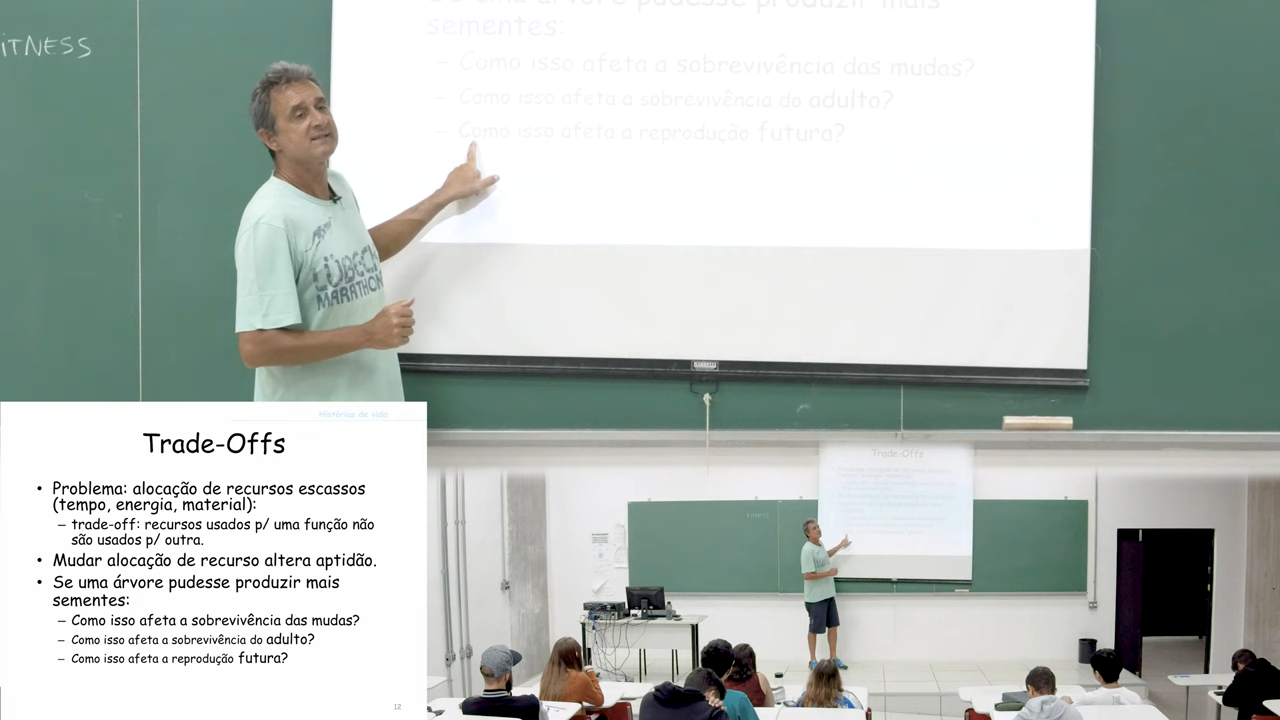 iTNESS
sementes:
– Como isso afeta a sobrevivência das mudas?
– Como isso afeta a sobrevivência do adulto?
– Como isso afeta a reprodução futura?
LÜBECK
MARATHON
Histórias de vida
Trade-Offs
• Problema: alocação de recursos escassos
(tempo, energia, material):
– trade-off: recursos usados p/ uma função não
são usados p/ outra.
• Mudar alocação de recurso altera aptidão.
• Se uma árvore pudesse produzir mais
sementes:
– Como isso afeta a sobrevivência das mudas?
– Como isso afeta a sobrevivência do adulto?
– Como isso afeta a reprodução futura?
12
Trade-Offs